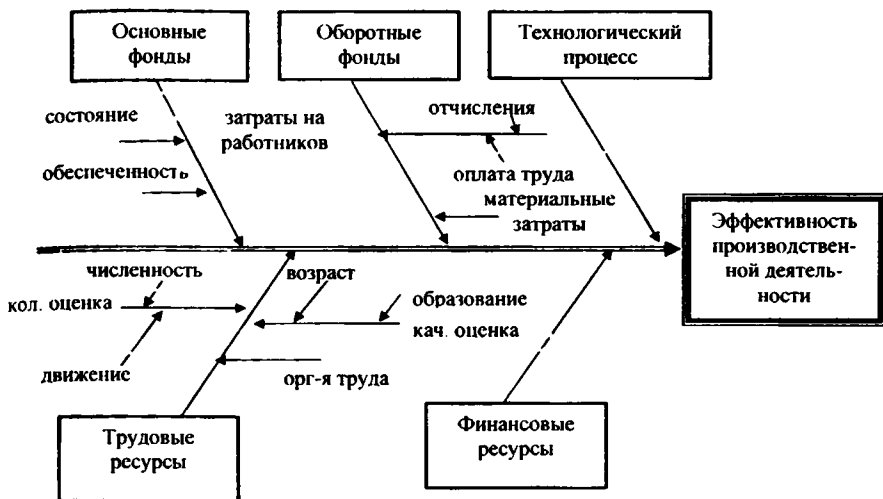 Основные
фонды
Оборотные
фонды
Технологический
процесс
состояние
затраты на
работников
отчисления
обеспеченность
оплата труда
материальные
затраты
Эффективность
производствен-
ной деятель-
ности
численность
возраст
кол. оценка
образование
кач. оценка
движение
орг-я труда
Трудовые
ресурсы
Финансовые
ресурсы